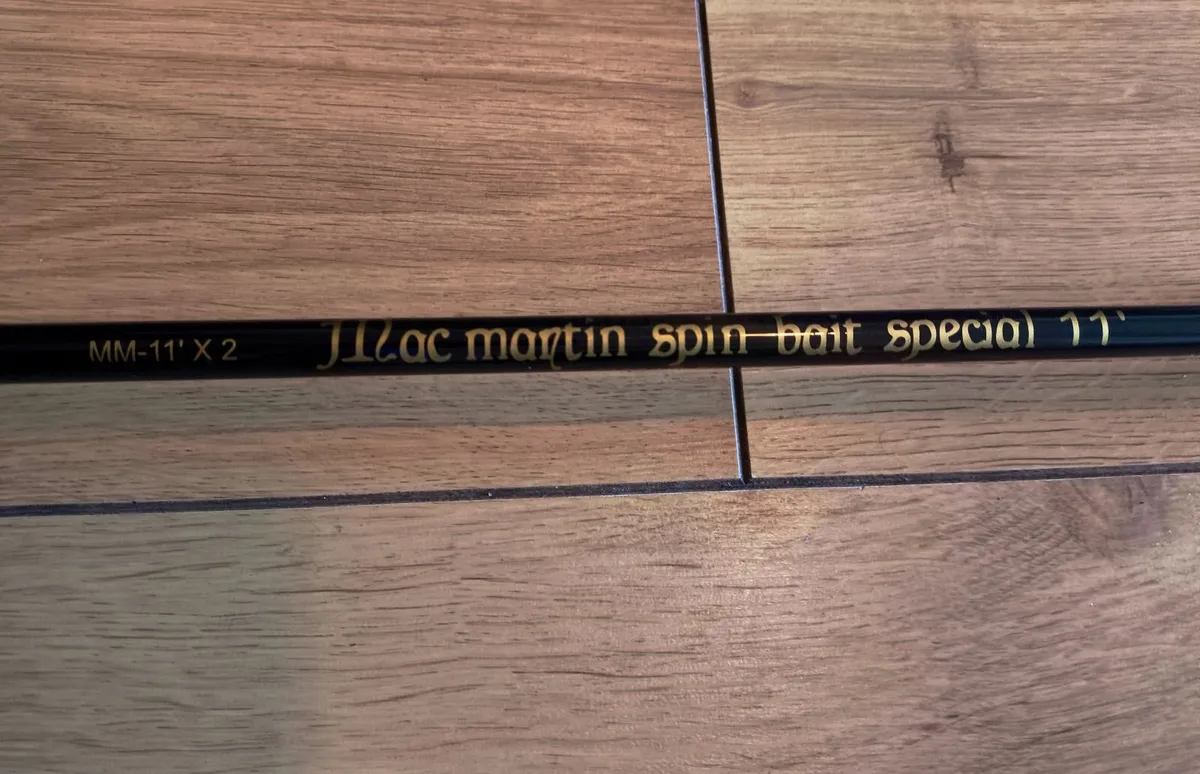 MM-11' X 2 Mac martin spin-bait special 11'